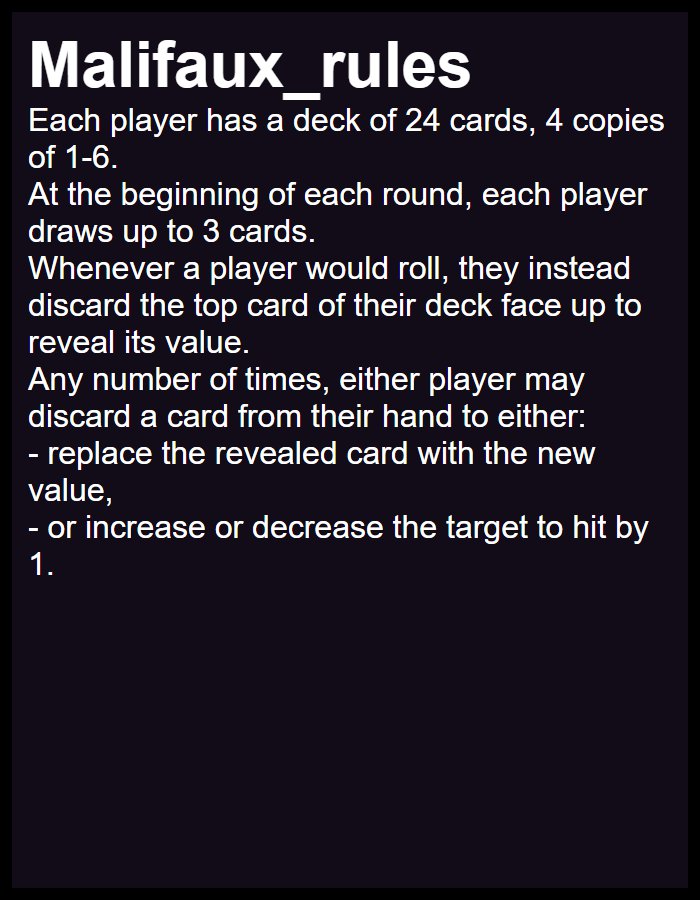 Malifaux_rules
Each player has a deck of 24 cards, 4 copies
of 1-6.
At the beginning of each round, each player
draws up to 3 cards.
Whenever a player would roll, they instead
discard the top card of their deck face up to
reveal its value.
Any number of times, either player may
discard a card from their hand to either:
- replace the revealed card with the new
value,
- or increase or decrease the target to hit by
1.